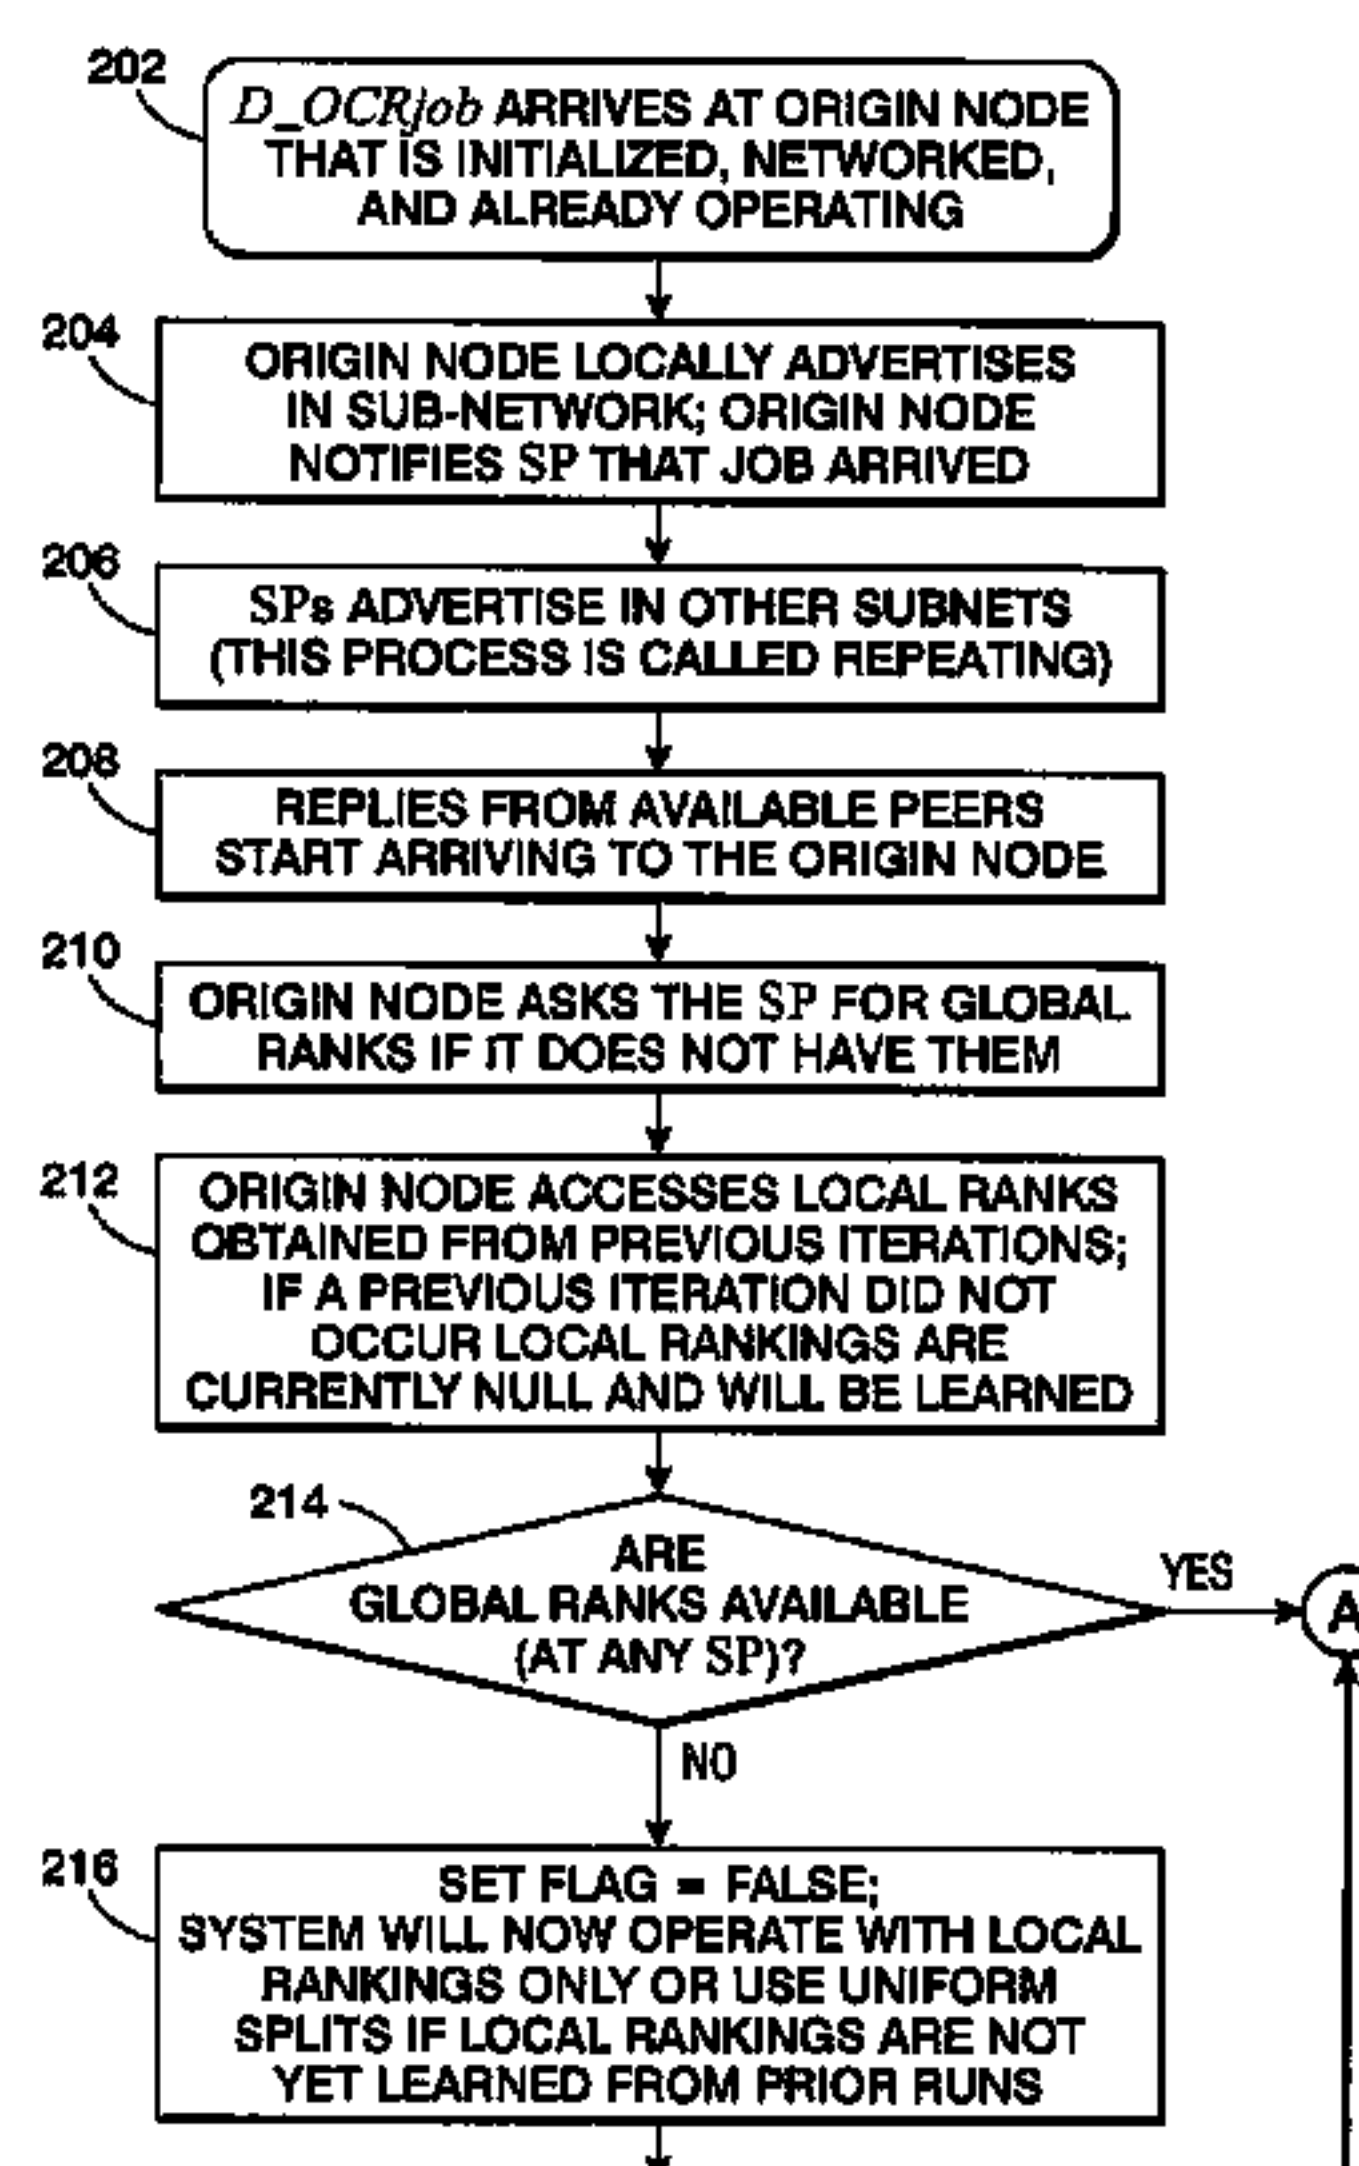 202
D_OCRjob ARRIVES AT ORIGIN NODE
THAT IS INITIALIZED, NETWORKED,
AND ALREADY OPERATING
204
ORIGIN NODE LOCALLY ADVERTISES
IN SUB-NETWORK; ORIGIN NODE
NOTIFIES SP THAT JOB ARRIVED
206
SPs ADVERTISE IN OTHER SUBNETS
(THIS PROCESS IS CALLED REPEATING)
208
REPLIES FROM AVAILABLE PEERS
START ARRIVING TO THE ORIGIN NODE
210
ORIGIN NODE ASKS THE SP FOR GLOBAL
RANKS IF IT DOES NOT HAVE THEM
212
ORIGIN NODE ACCESSES LOCAL RANKS
OBTAINED FROM PREVIOUS ITERATIONS;
IF A PREVIOUS ITERATION DID NOT
OCCUR LOCAL RANKINGS ARE
CURRENTLY NULL AND WILL BE LEARNED
214
ARE
GLOBAL RANKS AVAILABLE
(AT ANY SP)?
YES
A
NO
216
SET FLAG = FALSE;
SYSTEM WILL NOW OPERATE WITH LOCAL
RANKINGS ONLY OR USE UNIFORM
SPLITS IF LOCAL RANKINGS ARE NOT
YET LEARNED FROM PRIOR RUNS